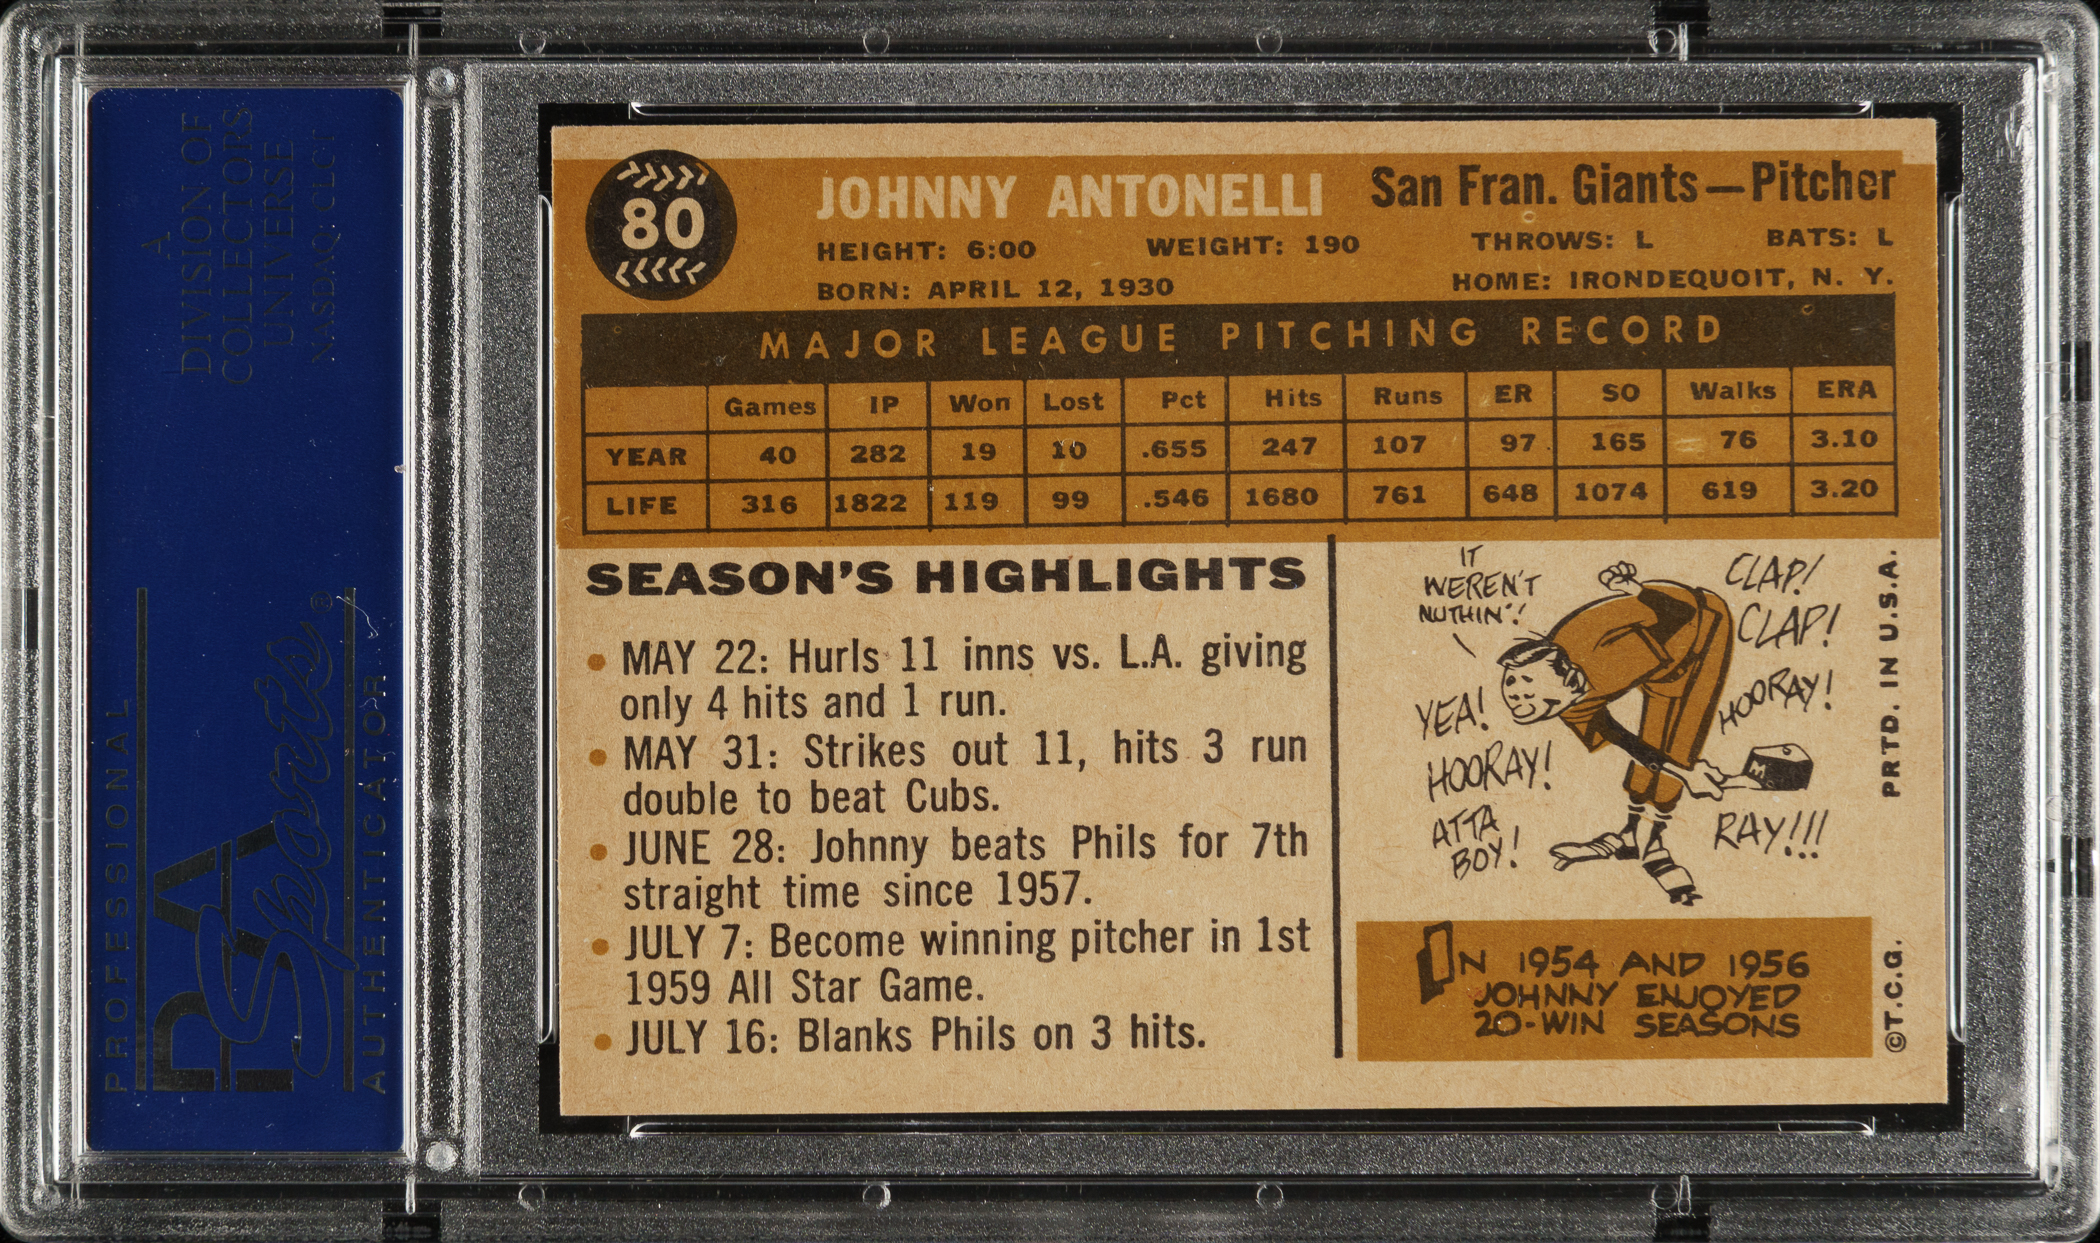 A
DIVISION OF
COLLECTORS
UNIVERSE
NASDAQ: CLCT
PROFESSIONAL
PSA
Sports®
AUTHENTICATOR
80
JOHNNY ANTONELLI
San Fran. Giants—Pitcher
HEIGHT: 6:00 WEIGHT: 190 THROWS: L BATS: L
BORN: APRIL 12, 1930 HOME: IRONDEQUOIT, N. Y.
MAJOR LEAGUE PITCHING RECORD
Games IP Won Lost Pct Hits Runs ER SO Walks ERA
YEAR 40 282 19 10 .655 247 107 97 165 76 3.10
LIFE 316 1822 119 99 .546 1680 761 648 1074 619 3.20
SEASON'S HIGHLIGHTS
• MAY 22: Hurls 11 inns vs. L.A. giving
only 4 hits and 1 run.
• MAY 31: Strikes out 11, hits 3 run
double to beat Cubs.
• JUNE 28: Johnny beats Phils for 7th
straight time since 1957.
• JULY 7: Become winning pitcher in 1st
1959 All Star Game.
• JULY 16: Blanks Phils on 3 hits.
IT
WEREN'T
NUTHIN'!
CLAP!
CLAP!
HOORAY!
YEA!
HOORAY!
ATTA
BOY!
RAY!!!
IN 1954 AND 1956
JOHNNY ENJOYED
20-WIN SEASONS
PRTD. IN U.S.A.
©T.C.G.